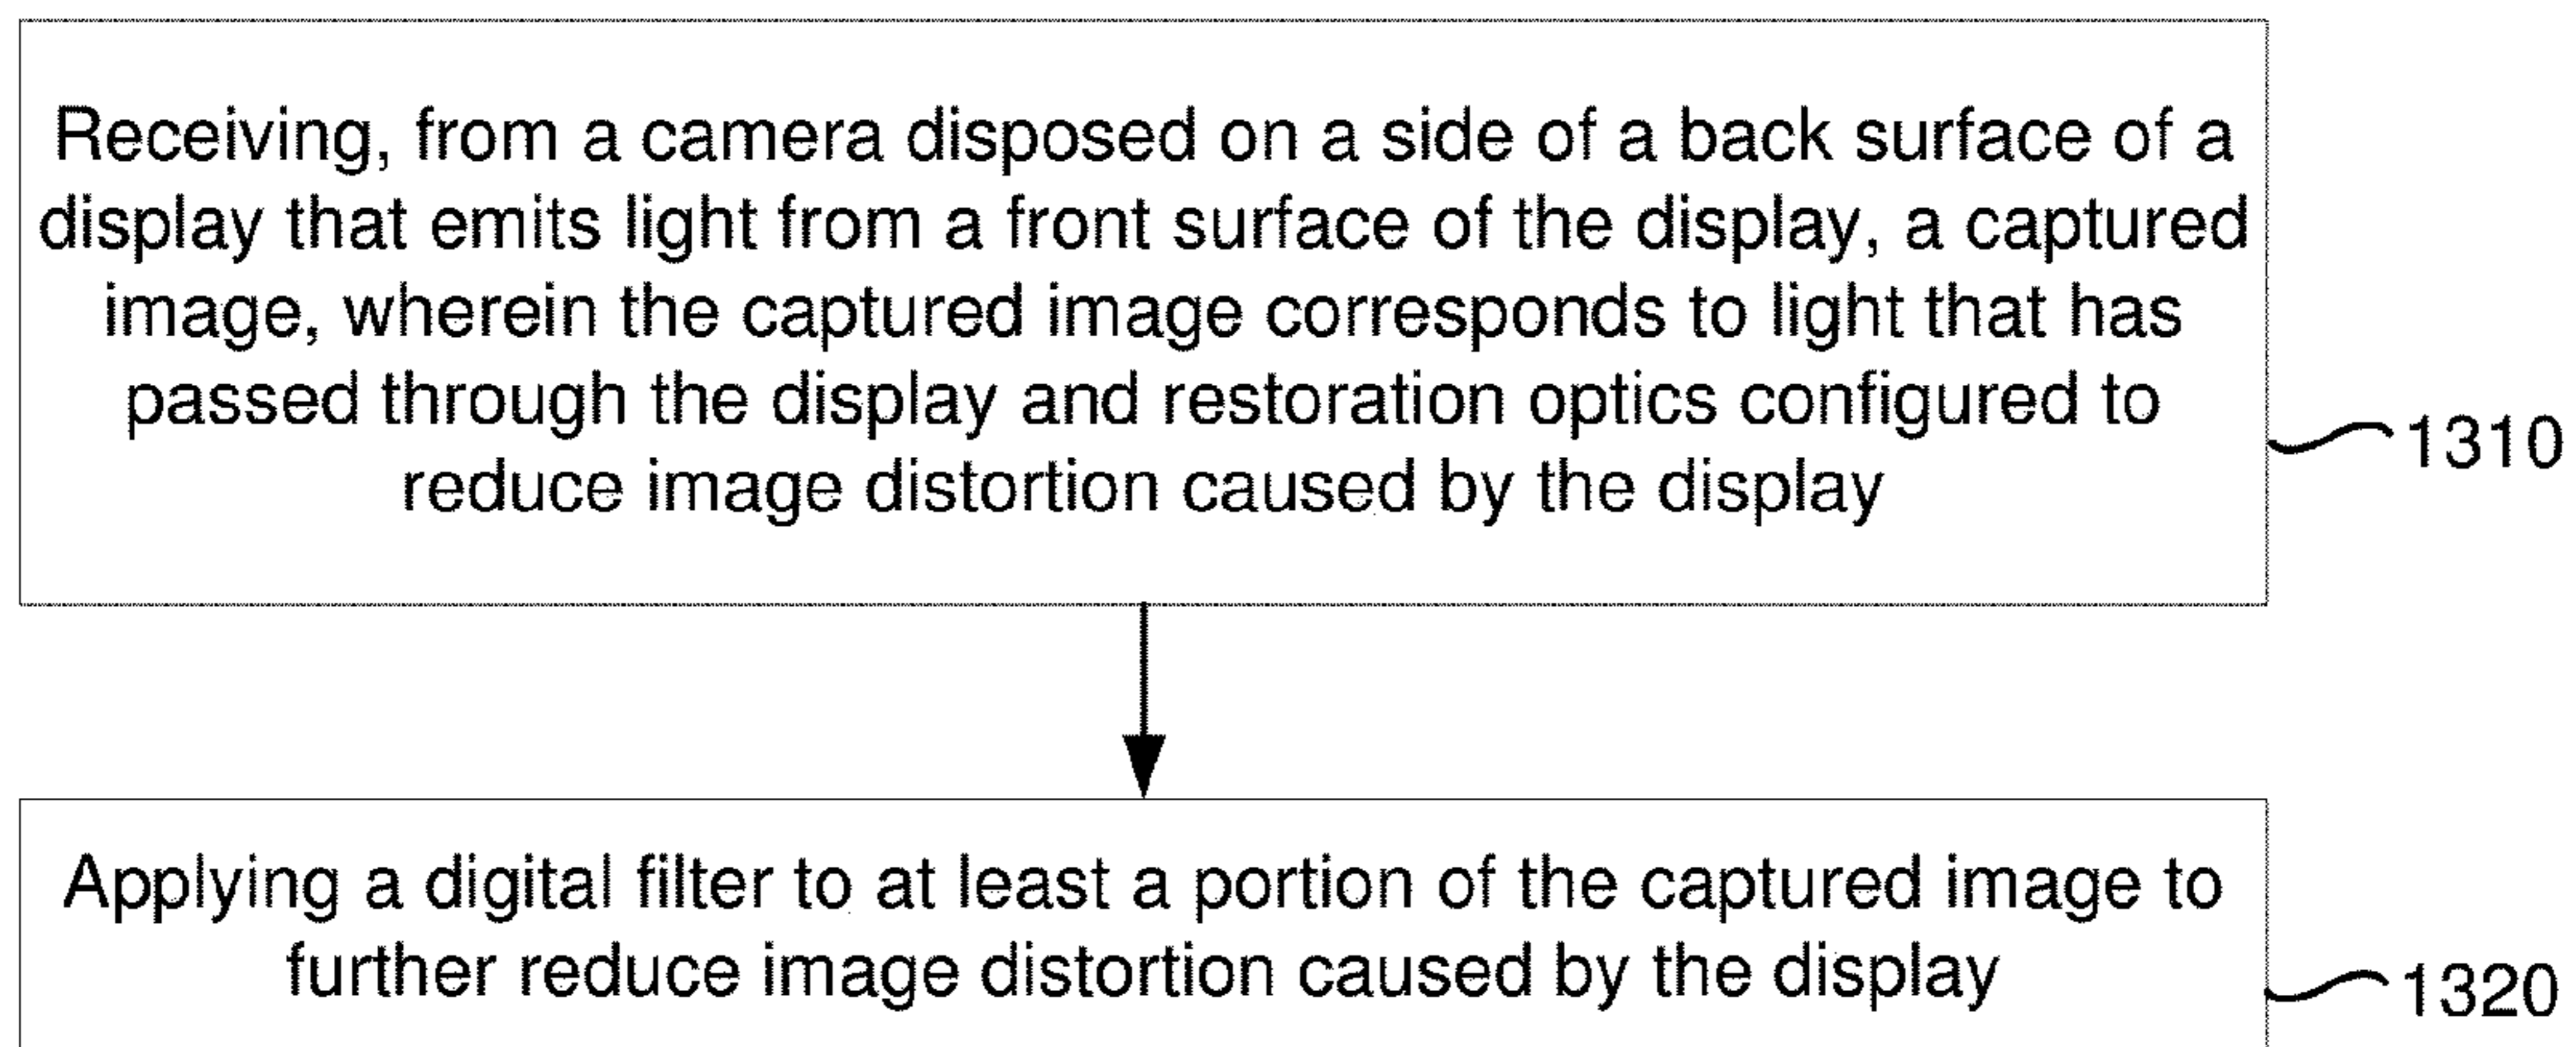 Receiving, from a camera disposed on a side of a back surface of a
display that emits light from a front surface of the display, a captured
image, wherein the captured image corresponds to light that has
passed through the display and restoration optics configured to
reduce image distortion caused by the display
1310
Applying a digital filter to at least a portion of the captured image to
further reduce image distortion caused by the display
1320